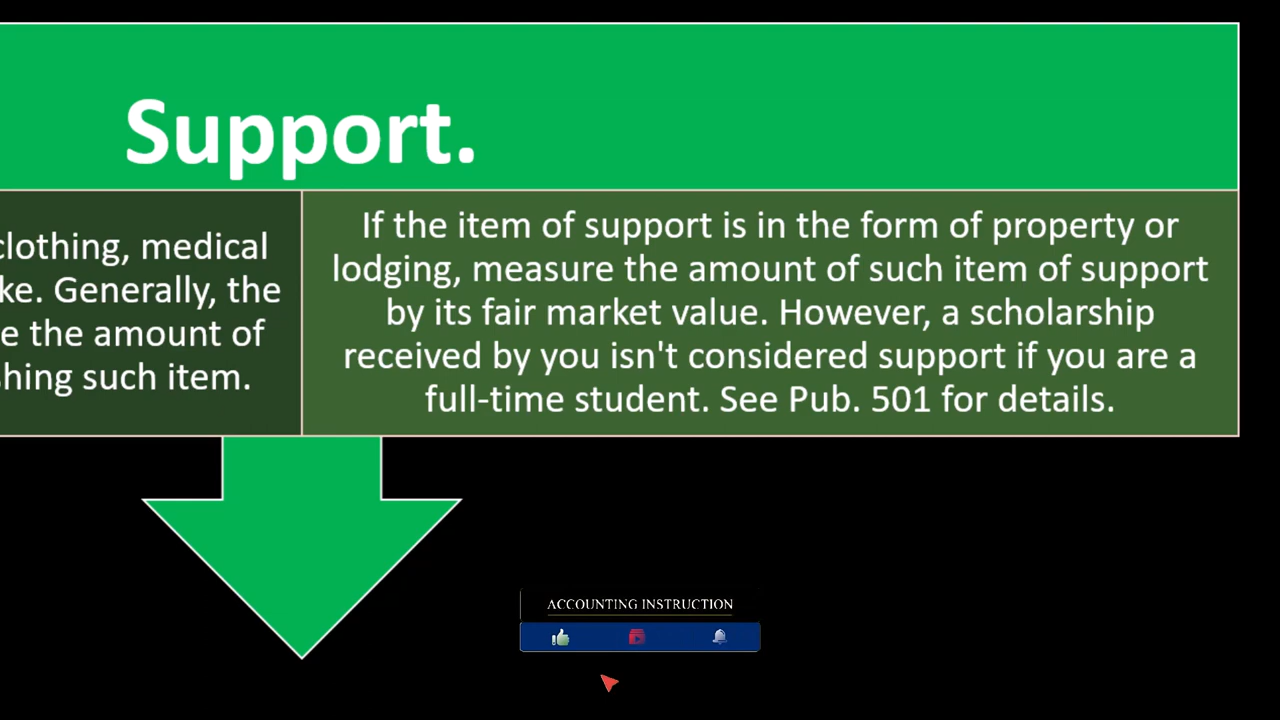 Support.
clothing, medical
ke. Generally, the
e the amount of
hing such item.
If the item of support is in the form of property or
lodging, measure the amount of such item of support
by its fair market value. However, a scholarship
received by you isn't considered support if you are a
full-time student. See Pub. 501 for details.
ACCOUNTING INSTRUCTION